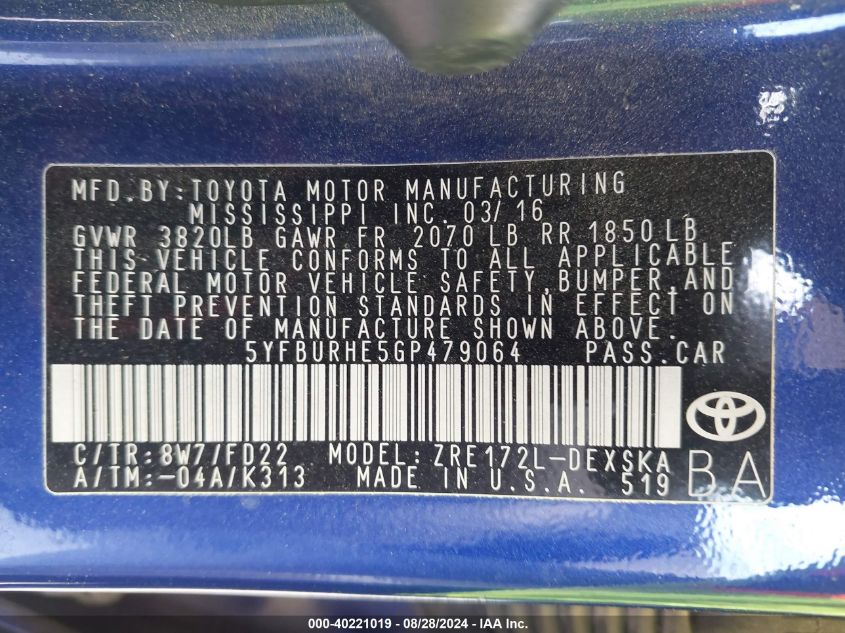 MFD.BY:TOYOTA MOTOR MANUFACTURING
MISSISSIPPI INC. 03/16
GVWR 3820LB GAWR FR 2070 LB RR 1850 LB
THIS VEHICLE CONFORMS TO ALL APPLICABLE
FEDERAL MOTOR VEHICLE SAFETY,BUMPER,AND
THEFT PREVENTION STANDARDS IN EFFECT ON
THE DATE OF MANUFACTURE SHOWN ABOVE.
5YFBURHE5GP479064 PASS.CAR
C/TR:8W7/FD22 MODEL:ZRE172L-DEXSKA
A/TM:-04A/K313 MADE IN U.S.A. 519
BA
000-40221019 / 08/28/2024 - IAAI.com